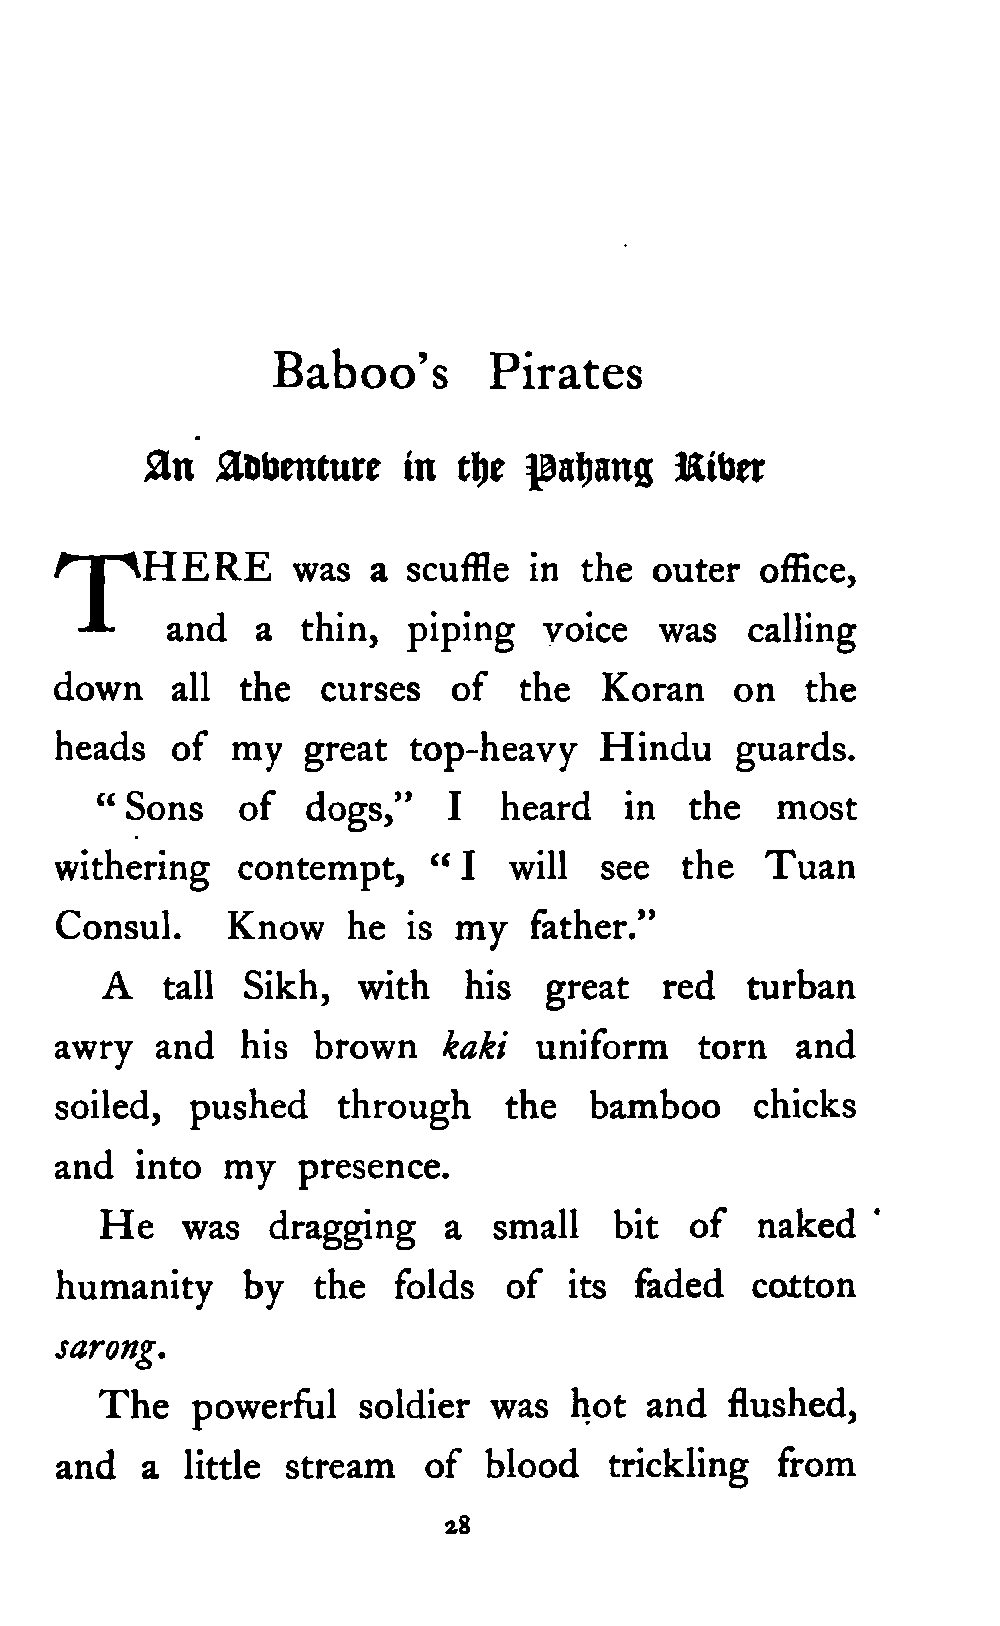 Baboo's Pirates
An Adventure in the Pahang River
THERE was a scuffle in the outer office,
and a thin, piping voice was calling
down all the curses of the Koran on the
heads of my great top-heavy Hindu guards.
“Sons of dogs,” I heard in the most
withering contempt, “I will see the Tuan
Consul. Know he is my father.”
A tall Sikh, with his great red turban
awry and his brown kaki uniform torn and
soiled, pushed through the bamboo chicks
and into my presence.
He was dragging a small bit of naked
humanity by the folds of its faded cotton
sarong.
The powerful soldier was hot and flushed,
and a little stream of blood trickling from
28